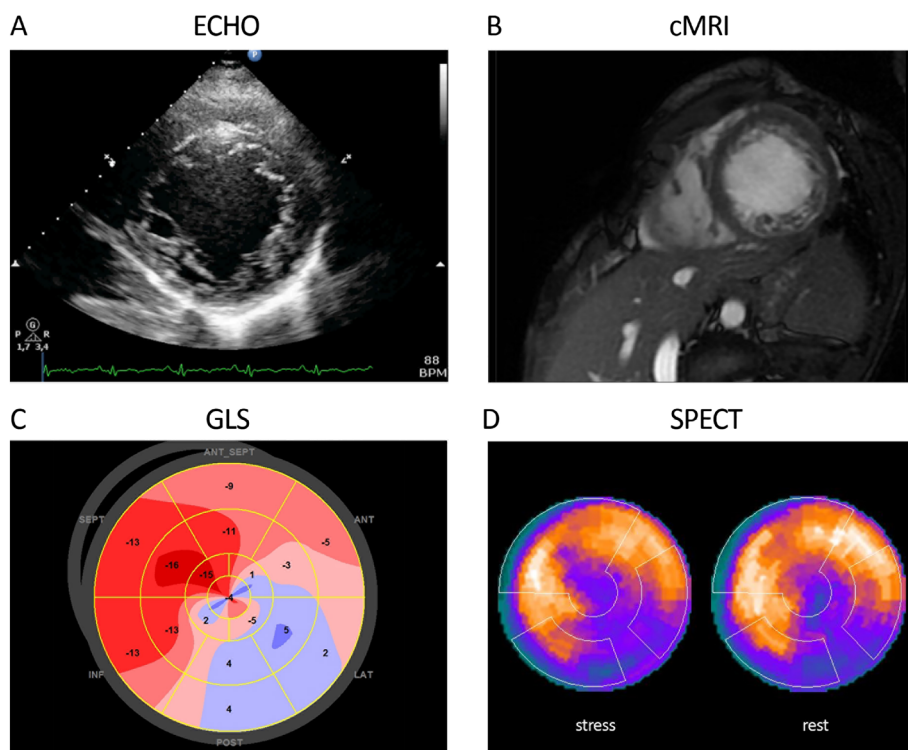 A ECHO
P
G
P R
1,7 3,4
88
BPM
B cMRI
C GLS
ANT_SEPT
-9
SEPT
ANT
-13
-11
-5
-16
-15
1
-3
-4
2
-5
-13
5
-13
4
2
INF
LAT
4
POST
D SPECT
stress rest